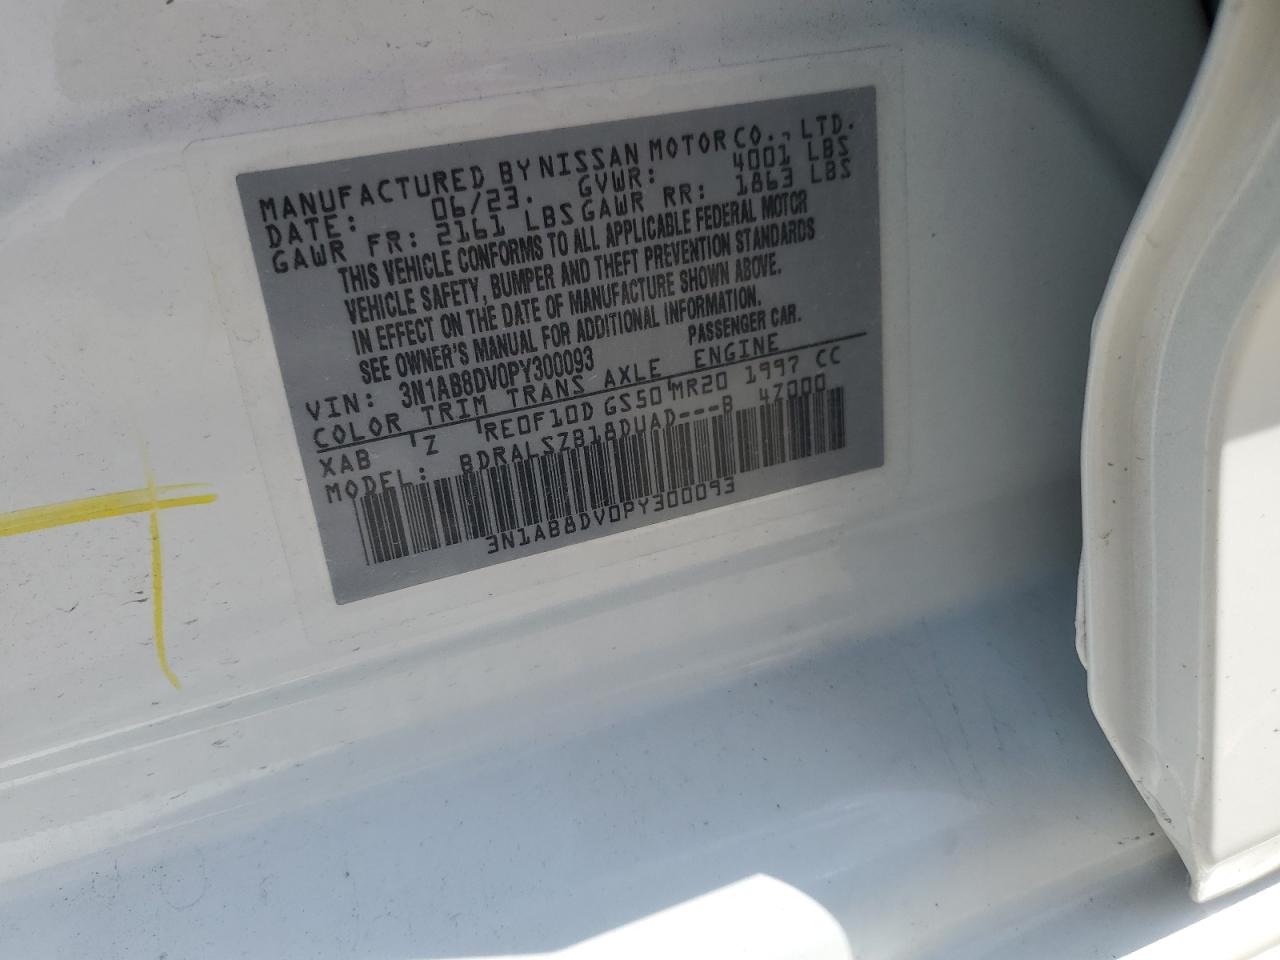 MANUFACTURED BY NISSAN MOTOR CO., LTD.
DATE: 06/23. GVWR: 4001 LBS
GAWR FR: 2161 LBS GAWR RR: 1863 LBS
THIS VEHICLE CONFORMS TO ALL APPLICABLE FEDERAL MOTOR
VEHICLE SAFETY, BUMPER AND THEFT PREVENTION STANDARDS
IN EFFECT ON THE DATE OF MANUFACTURE SHOWN ABOVE.
SEE OWNER'S MANUAL FOR ADDITIONAL INFORMATION.
VIN: 3N1AB8DV0PY300093 PASSENGER CAR.
COLOR TRIM TRANS AXLE ENGINE
XAB Z RE0F10D GS50 MR20 1997 CC
MODEL: BDRALSZB18DUAD---B 47000
3N1AB8DV0PY300093